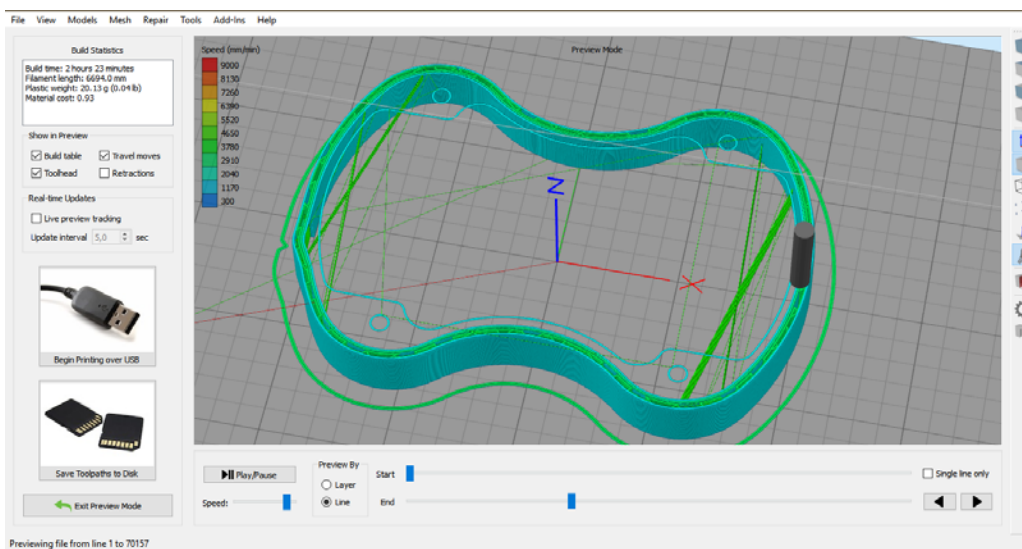 File View Models Mesh Repair Tools Add-Ins Help
Build Statistics
Build time: 2 hours 23 minutes
Filament length: 6694.0 mm
Plastic weight: 20.13 g (0.04 lb)
Material cost: 0.93
Show in Preview
Build table Travel moves
Toolhead Retractions
Real-time Updates
Live preview tracking
Update interval 5,0 sec
Begin Printing over USB
Save Toolpaths to Disk
Exit Preview Mode
Speed (mm/min)
9000
8130
7260
6390
5520
4650
3780
2910
2040
1170
300
Preview Mode
Z
X
Play/Pause
Speed:
Preview By
Layer
Line
Start
End
Single line only
Previewing file from line 1 to 70157